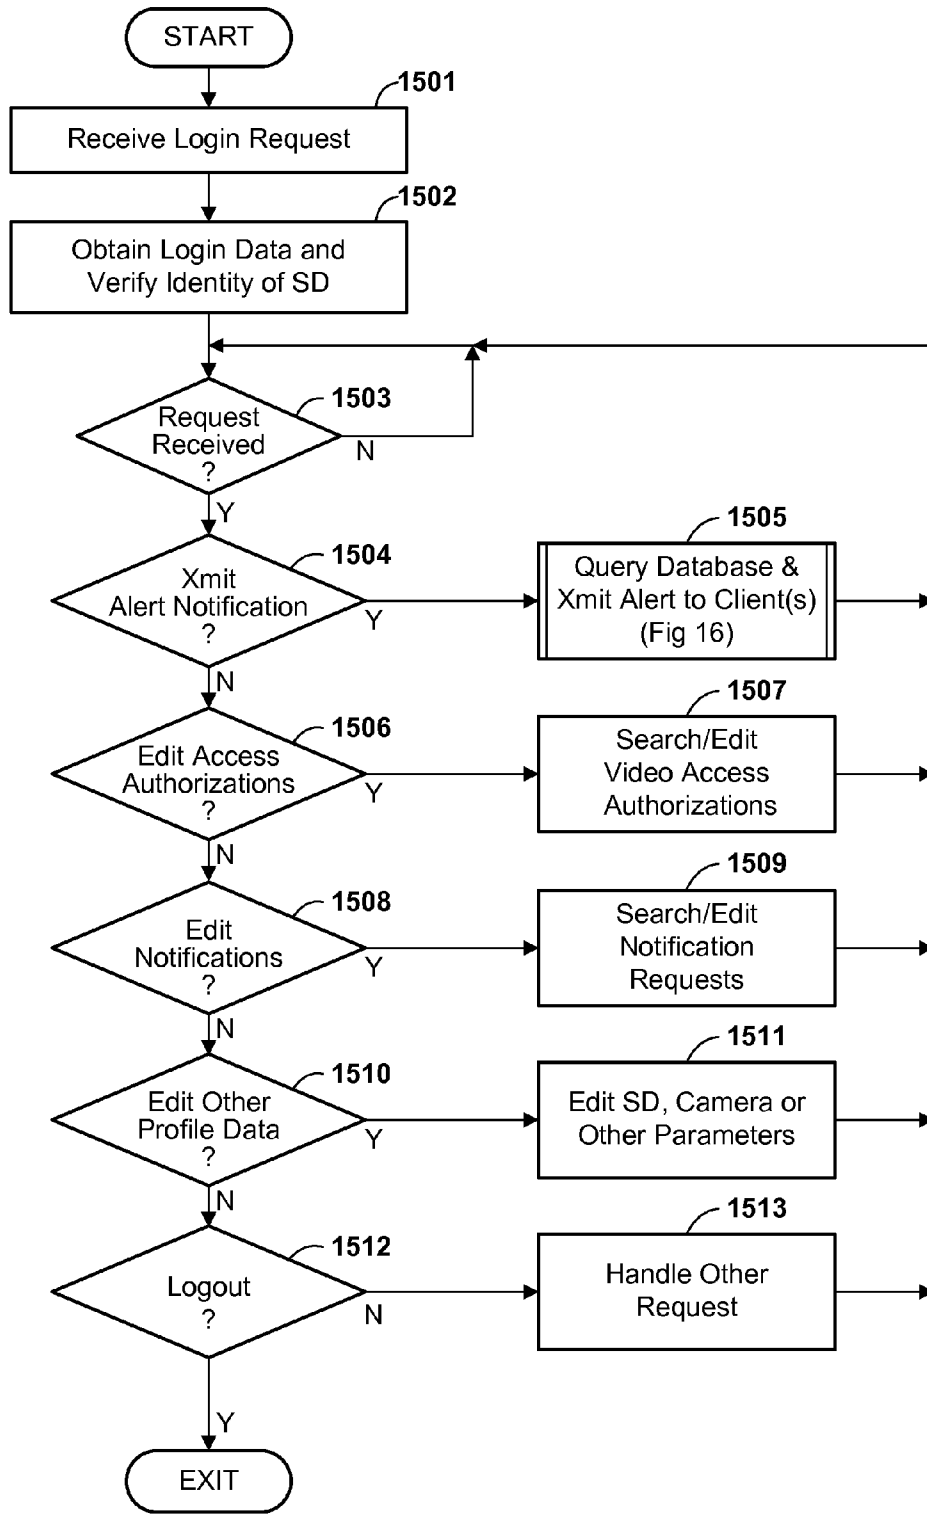 START
1501
Receive Login Request
1502
Obtain Login Data and
Verify Identity of SD
1503
Request
Received
?
N
Y
1504
Xmit
Alert Notification
?
Y
N
1505
Query Database &
Xmit Alert to Client(s)
(Fig 16)
1506
Edit Access
Authorizations
?
Y
N
1507
Search/Edit
Video Access
Authorizations
1508
Edit
Notifications
?
Y
N
1509
Search/Edit
Notification
Requests
1510
Edit Other
Profile Data
?
Y
N
1511
Edit SD, Camera or
Other Parameters
1512
Logout
?
N
Y
1513
Handle Other
Request
EXIT